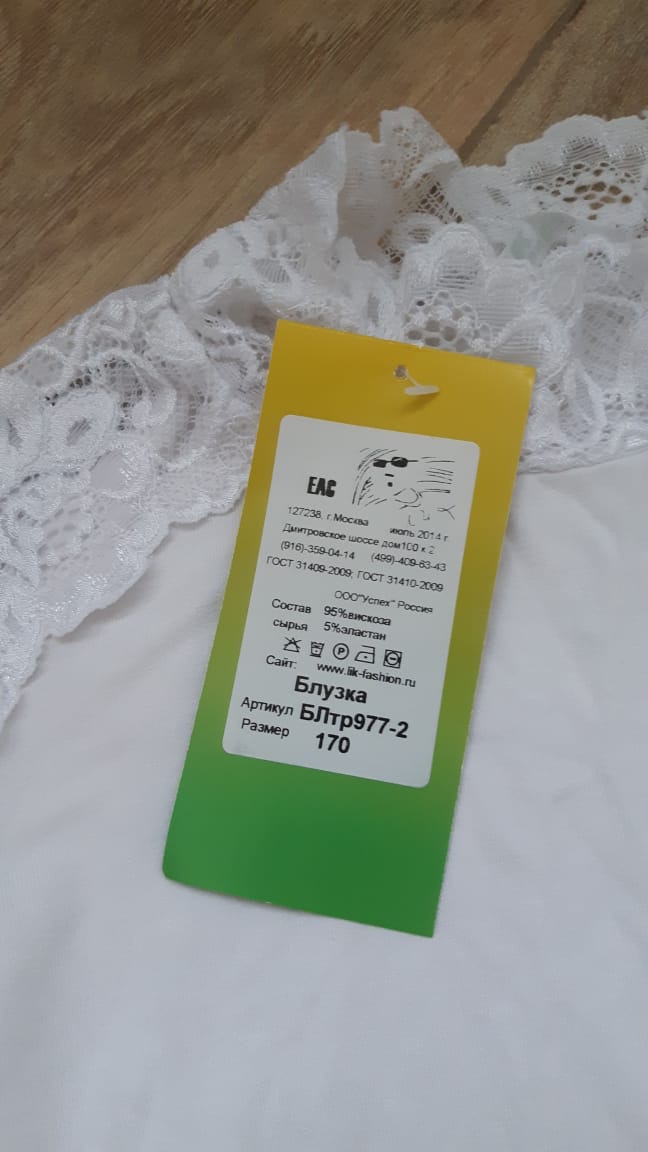 ЕАС
127238, г.Москва июль 2014 г.
Дмитровское шоссе дом100 к 2
(916)-359-04-14 (499)-409-63-43
ГОСТ 31409-2009; ГОСТ 31410-2009
ООО"Успех" Россия
Состав 95%вискоза
сырья 5%эластан
P
Сайт: www.lik-fashion.ru
Блузка
Артикул БЛтр977-2
Размер 170